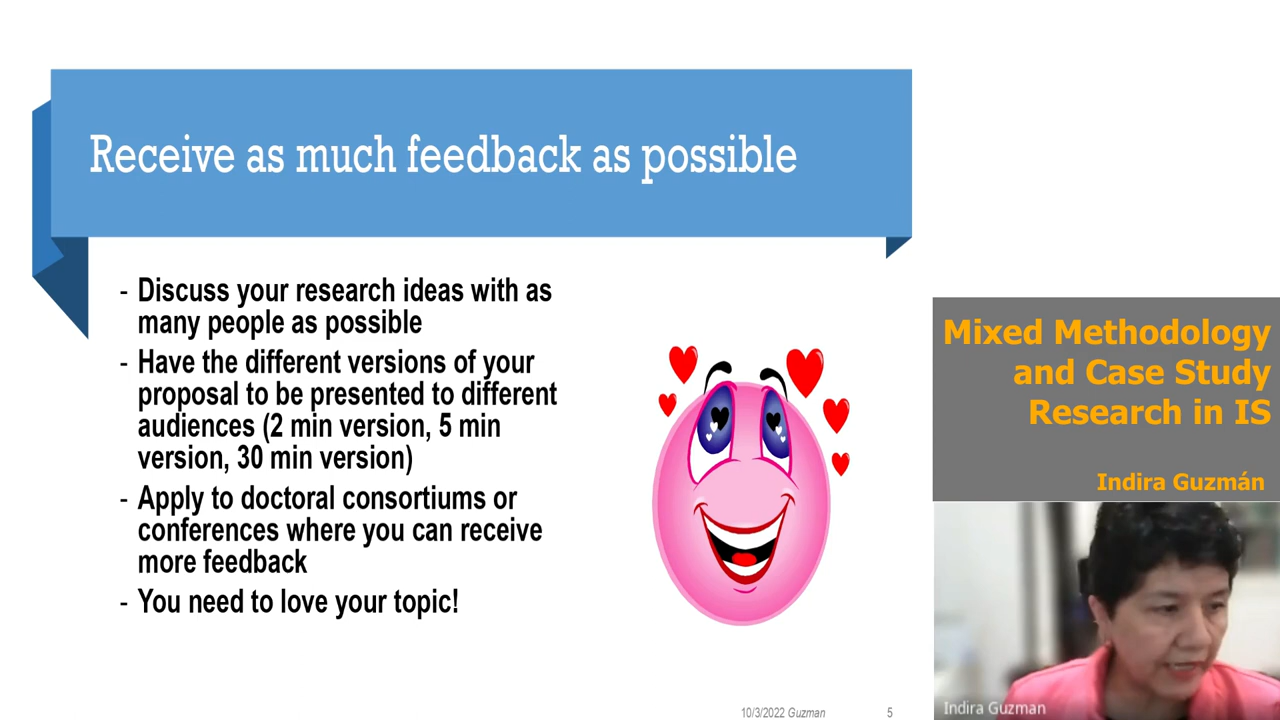 Receive as much feedback as possible
- Discuss your research ideas with as
many people as possible
- Have the different versions of your
proposal to be presented to different
audiences (2 min version, 5 min
version, 30 min version)
- Apply to doctoral consortiums or
conferences where you can receive
more feedback
- You need to love your topic!
10/3/2022 Guzman
5
Mixed Methodology
and Case Study
Research in IS
Indira Guzmán
Indira Guzman